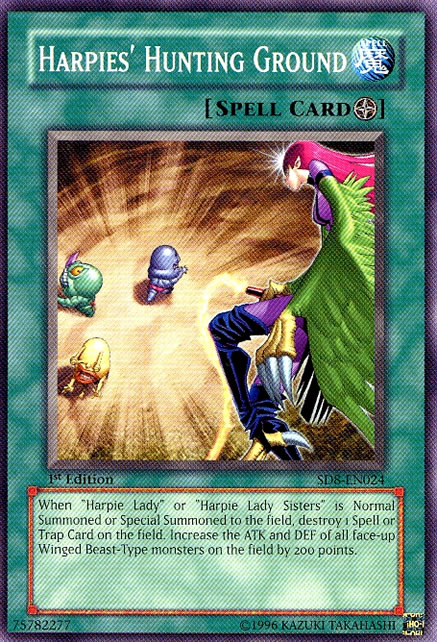 HARPIES' HUNTING GROUND 魔
[SPELL CARD]
1st Edition
SD8-EN024
When "Harpie Lady" or "Harpie Lady Sisters" is Normal
Summoned or Special Summoned to the field, destroy 1 Spell or
Trap Card on the field. Increase the ATK and DEF of all face-up
Winged Beast-Type monsters on the field by 200 points.
75782277
©1996 KAZUKI TAKAHASHI